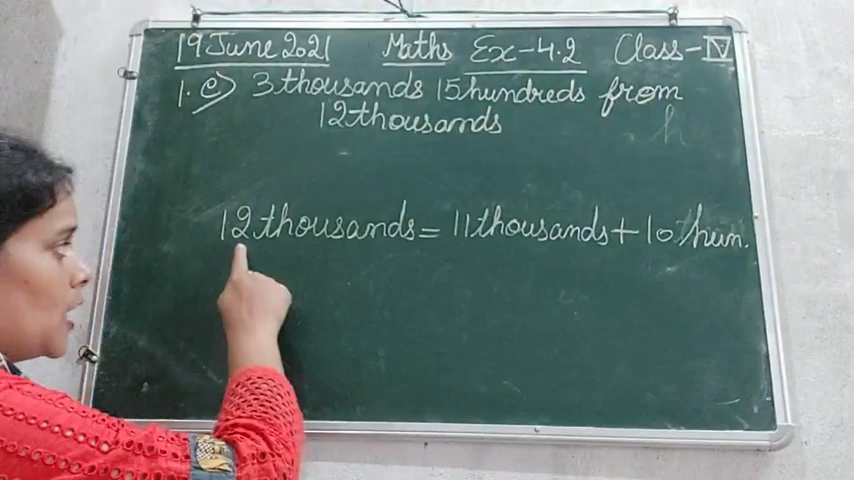 19 June 2021 Maths Ex-4.2 Class-IV
1. e) 3 thousands 15 hundreds from
12 thousands
h
12 thousands = 11 thousands + 10 hun.